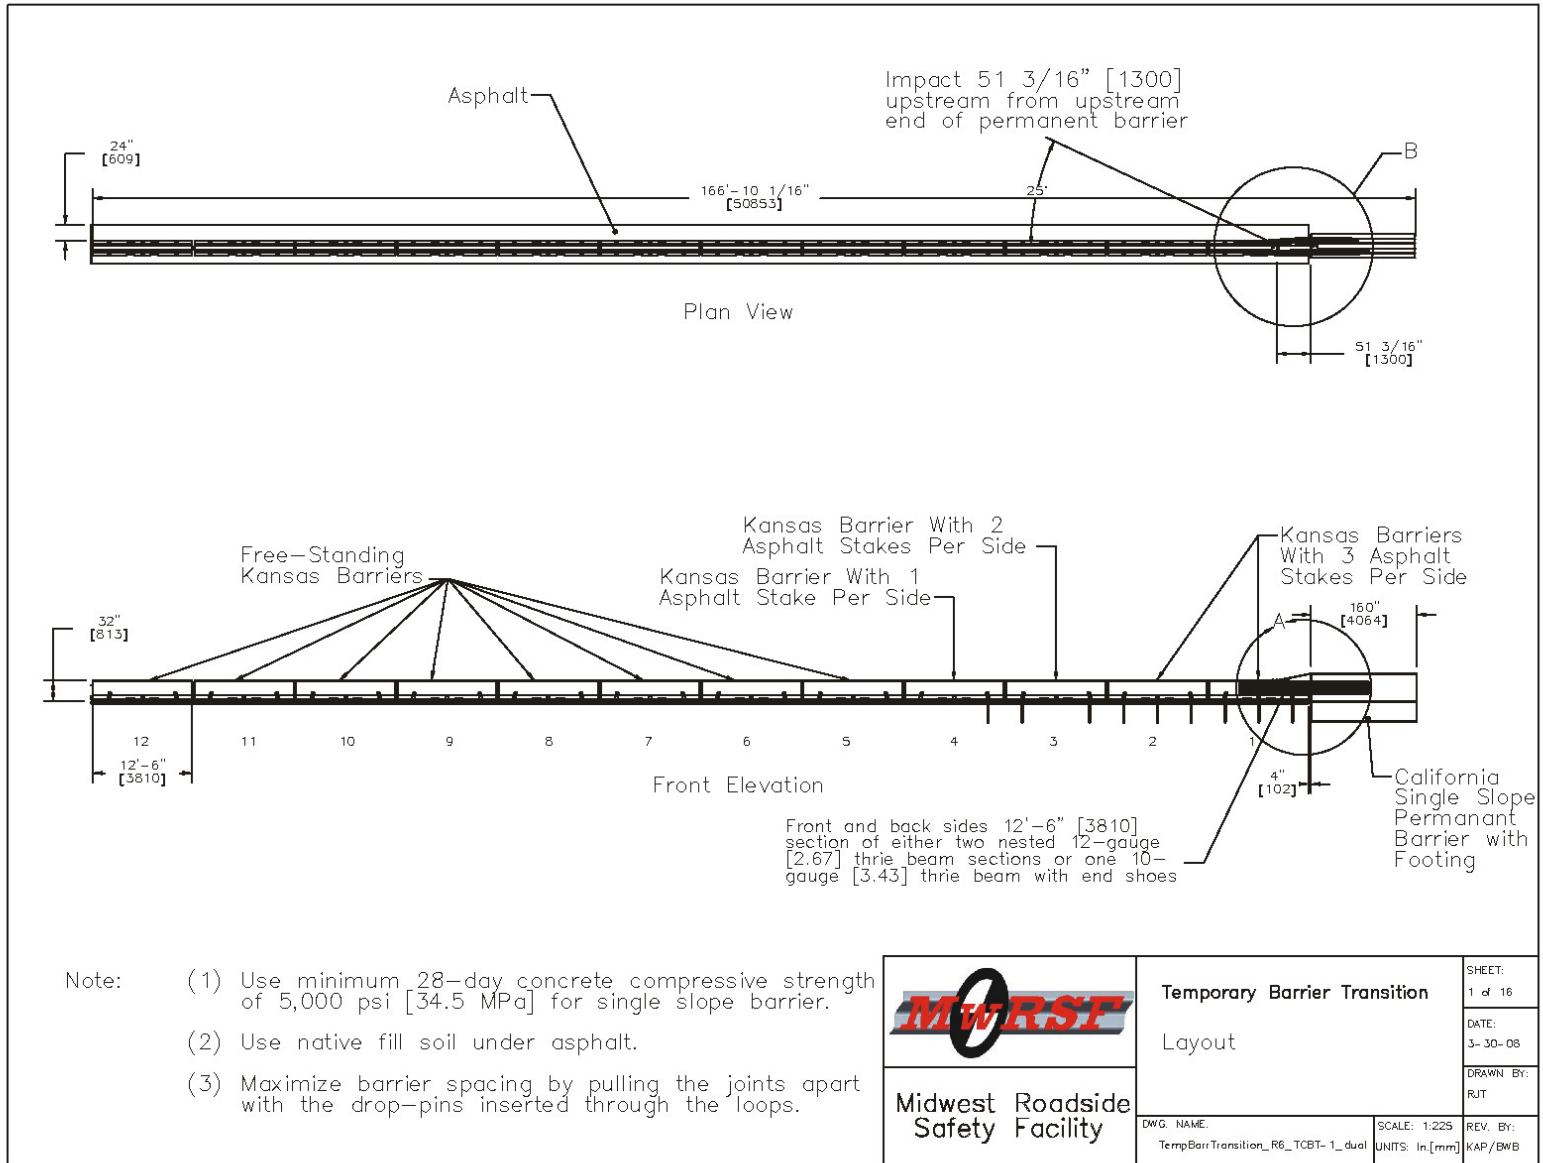 Asphalt
Impact 51 3/16" [1300]
upstream from upstream
end of permanent barrier
B
24"
[609]
166'-10 1/16"
[50853]
25°
Plan View
51 3/16"
[1300]
Free-Standing
Kansas Barriers
Kansas Barrier With 2
Asphalt Stakes Per Side
Kansas Barrier With 1
Asphalt Stake Per Side
Kansas Barriers
With 3 Asphalt
Stakes Per Side
32"
[813]
A
160"
[4064]
12 11 10 9 8 7 6 5 4 3 2 1
12'-6"
[3810]
Front Elevation
4"
[102]
California
Single Slope
Permanant
Barrier with
Footing
Front and back sides 12'-6" [3810]
section of either two nested 12-gauge
[2.67] thrie beam sections or one 10-
gauge [3.43] thrie beam with end shoes
Note:
(1) Use minimum 28-day concrete compressive strength
of 5,000 psi [34.5 MPa] for single slope barrier.
(2) Use native fill soil under asphalt.
(3) Maximize barrier spacing by pulling the joints apart
with the drop-pins inserted through the loops.
MwRSF
Midwest Roadside
Safety Facility
Temporary Barrier Transition
Layout
DWG. NAME.
TempBarrTransition_R6_TCBT-1_dual
SCALE: 1:225
UNITS: In.[mm]
SHEET:
1 of 16
DATE:
3-30-08
DRAWN BY:
RJT
REV. BY:
KAP/BWB